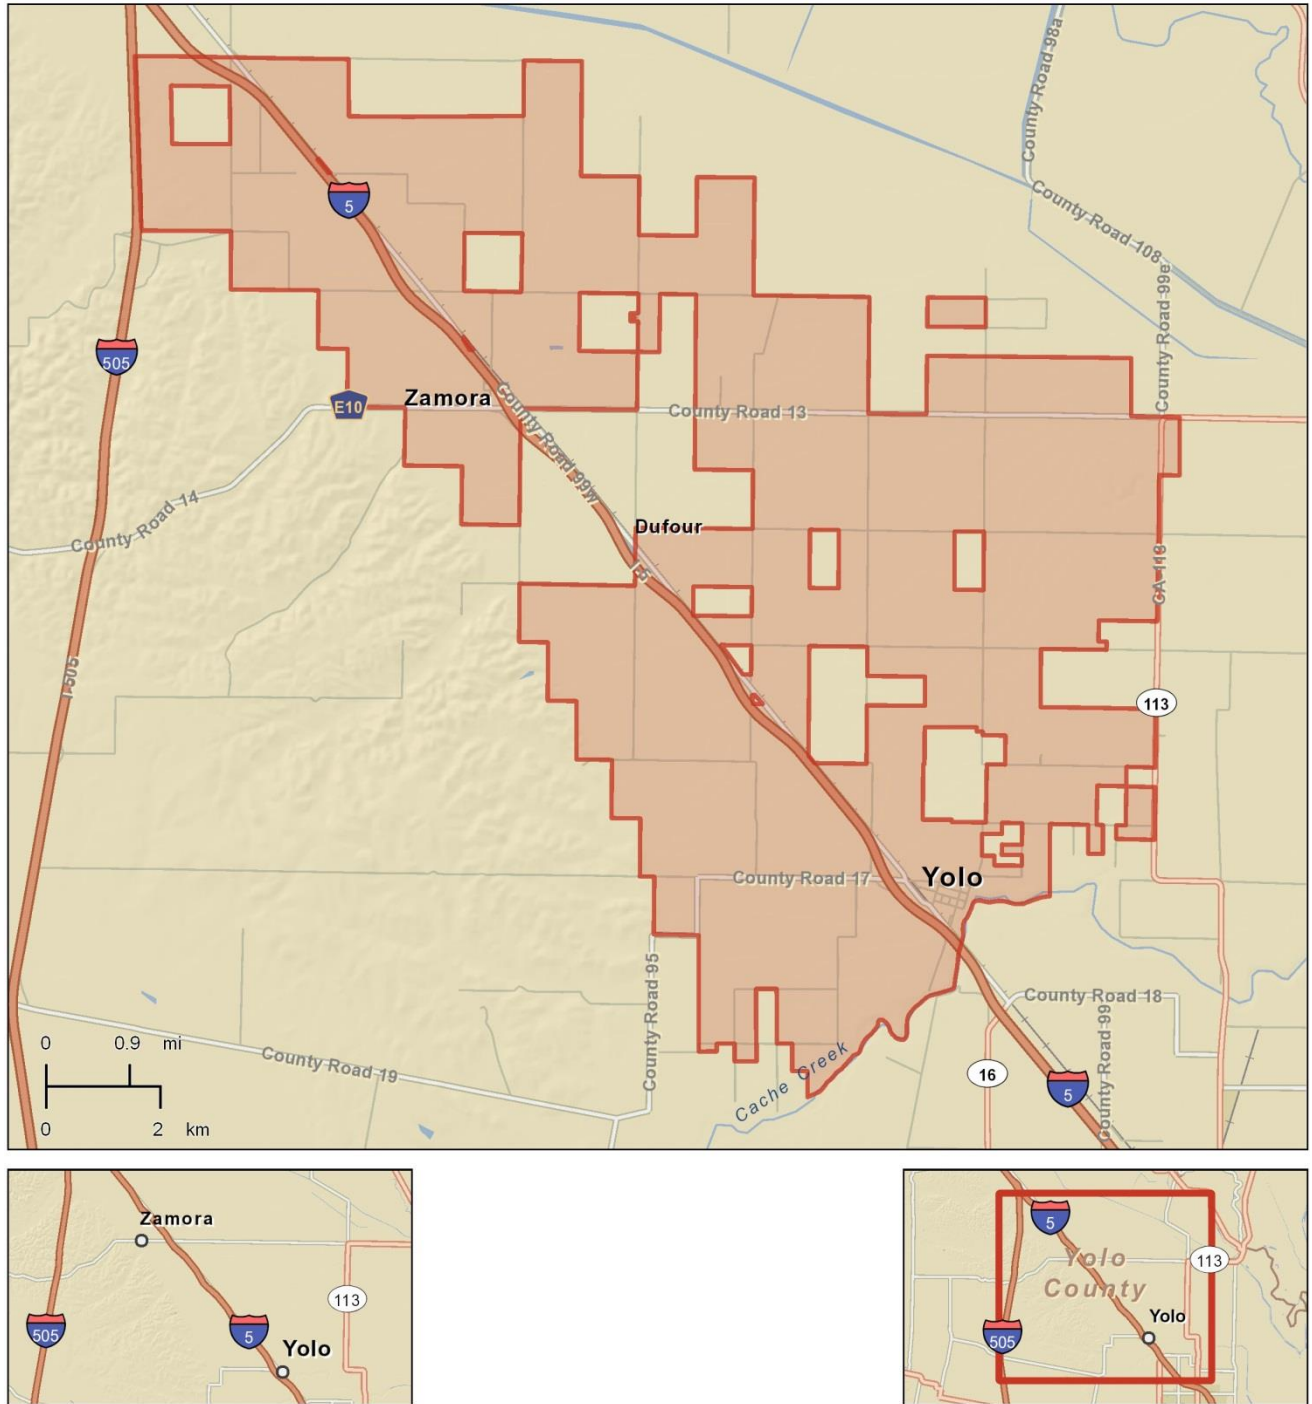 County Road 98a
County Road 108
County Road 99e
5
505
E10
Zamora
County Road 13
County Road 99w
County Road 14
Dufour
I-5
CA-113
I-505
113
Yolo
County Road 17
County Road 95
County Road 18
County Road 99
0 0.9 mi
County Road 19
Cache Creek
16
5
0 2 km
Zamora
113
505
5
Yolo
5
Yolo
County
113
Yolo
505